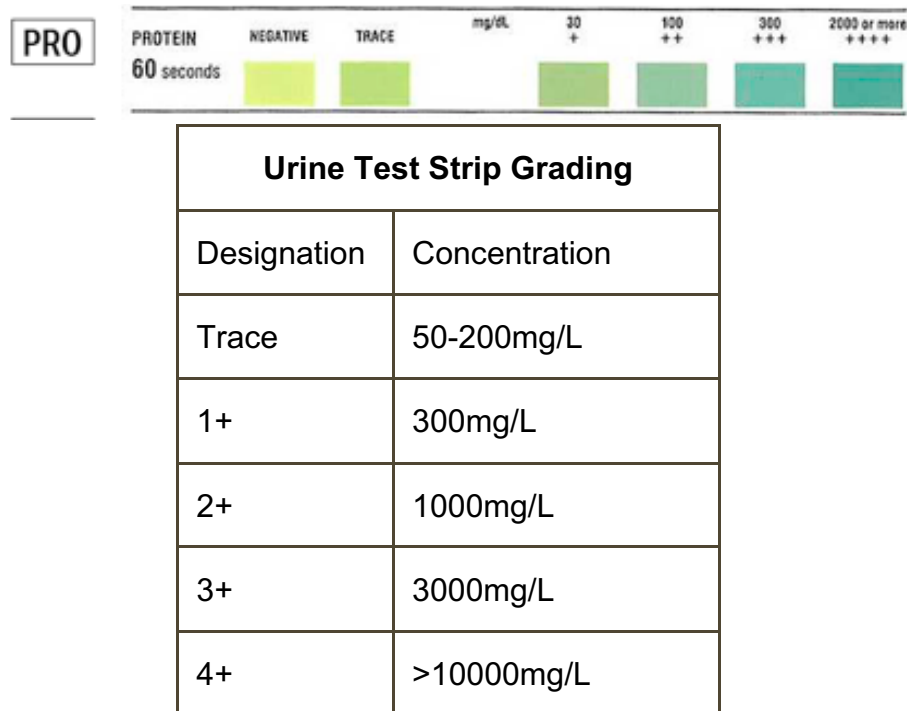 PRO
PROTEIN NEGATIVE TRACE mg/dL 30 100 300 2000 or more
+ ++ +++ ++++
60 seconds
Urine Test Strip Grading
Designation Concentration
Trace 50-200mg/L
1+ 300mg/L
2+ 1000mg/L
3+ 3000mg/L
4+ >10000mg/L